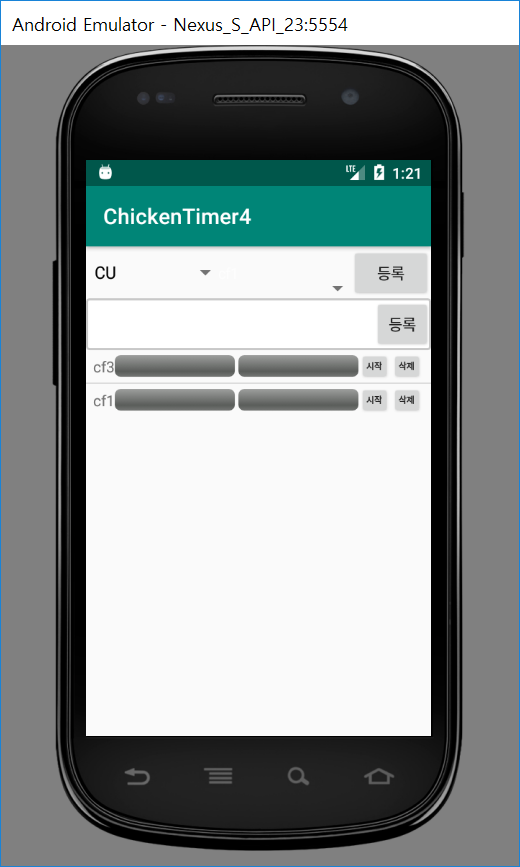 Android Emulator - Nexus_S_API_23:5554
LTE 1:21
ChickenTimer4
CU 등록
등록
cf3 시작 삭제
cf1 시작 삭제